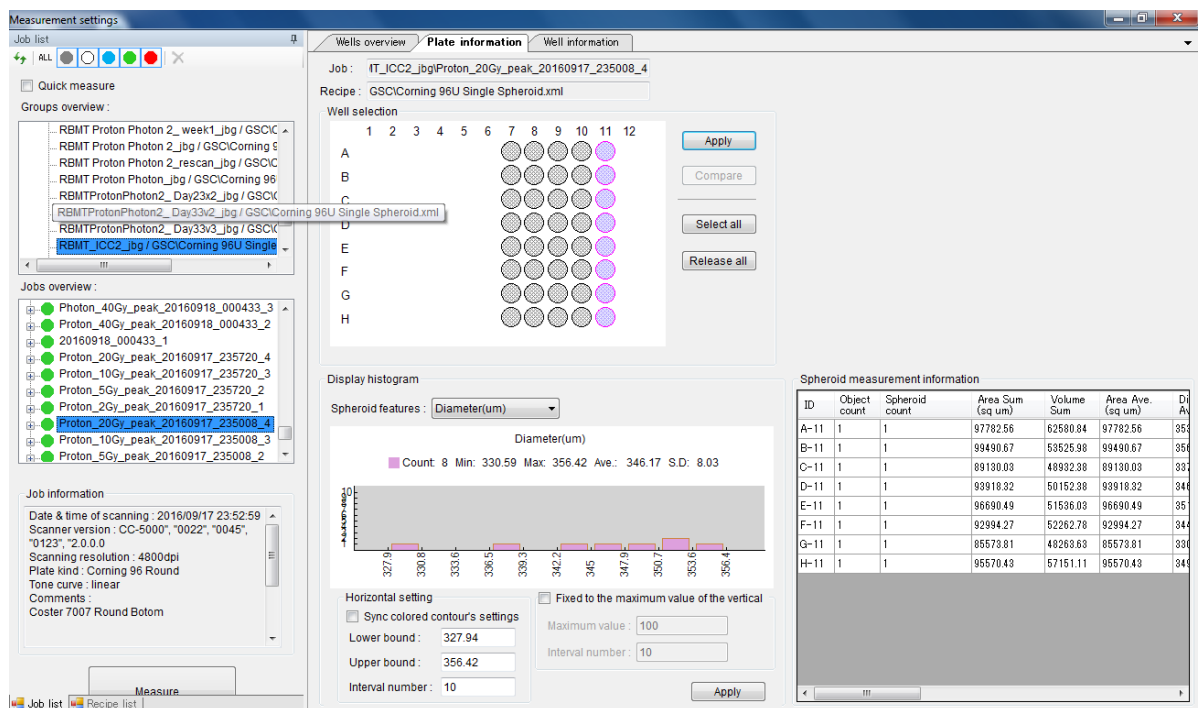 Measurement settings
Job list
ALL
Quick measure
Groups overview :
RBMT Proton Photon 2_ week1_jbg / GSC\C
RBMT Proton Photon 2_jbg / GSC\Corning 9
RBMT Proton Photon 2_rescan_jbg / GSC\C
RBMT Proton Photon_jbg / GSC\Corning 96
RBMTProtonPhoton2_ Day23x2_jbg / GSC\
RBMTProtonPhoton2_ Day33v2_jbg / GSC\Corning 96U Single Spheroid.xml
RBMTProtonPhoton2_ Day33v3_jbg / GSC\
RBMT_ICC2_jbg / GSC\Corning 96U Single
Jobs overview :
Photon_40Gy_peak_20160918_000433_3
Proton_40Gy_peak_20160918_000433_2
20160918_000433_1
Proton_20Gy_peak_20160917_235720_4
Proton_10Gy_peak_20160917_235720_3
Proton_5Gy_peak_20160917_235720_2
Proton_2Gy_peak_20160917_235720_1
Proton_20Gy_peak_20160917_235008_4
Proton_10Gy_peak_20160917_235008_3
Proton_5Gy_peak_20160917_235008_2
Job information
Date & time of scanning : 2016/09/17 23:52:59
Scanner version : CC-5000", "0022", "0045",
"0123", "2.0.0.0
Scanning resolution : 4800dpi
Plate kind : Corning 96 Round
Tone curve : linear
Comments :
Coster 7007 Round Botom
Measure
Job list Recipe list
Wells overview Plate information Well information
Job : IT_ICC2_jbg\Proton_20Gy_peak_20160917_235008_4
Recipe : GSC\Corning 96U Single Spheroid.xml
Well selection
1 2 3 4 5 6 7 8 9 10 11 12
A
B
C
D
E
F
G
H
Apply
Compare
Select all
Release all
Display histogram
Spheroid features : Diameter(um)
Diameter(um)
Count: 8 Min: 330.59 Max: 356.42 Ave.: 346.17 S.D: 8.03
10
1
327.9 330.8 333.6 336.5 339.3 342.2 345 347.9 350.7 353.6 356.4
Horizontal setting
Sync colored contour's settings
Lower bound : 327.94
Upper bound : 356.42
Interval number : 10
Fixed to the maximum value of the vertical
Maximum value : 100
Interval number : 10
Apply
Spheroid measurement information
ID Object count Spheroid count Area Sum (sq um) Volume Sum Area Ave. (sq um) Di Av
A-11 1 1 97782.56 62580.84 97782.56 353
B-11 1 1 99490.67 53525.98 99490.67 356
C-11 1 1 89130.03 48932.38 89130.03 337
D-11 1 1 93918.32 50152.38 93918.32 346
E-11 1 1 96690.49 51536.03 96690.49 351
F-11 1 1 92994.27 52262.78 92994.27 344
G-11 1 1 85573.81 48263.63 85573.81 330
H-11 1 1 95570.43 57151.11 95570.43 349